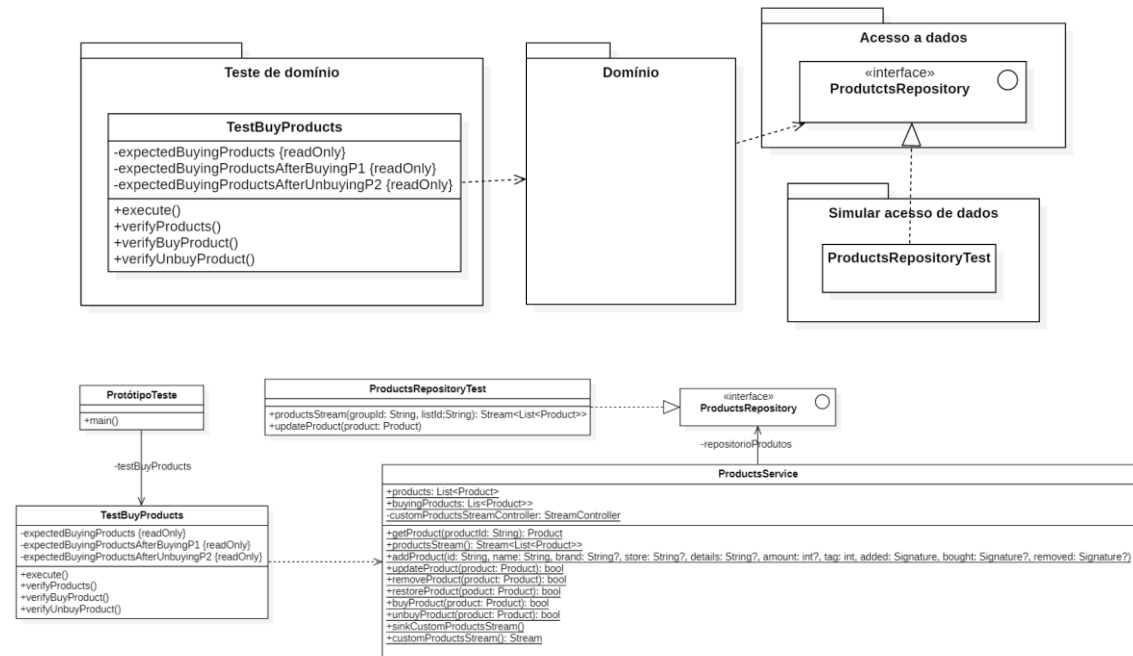 Teste de domínio
TestBuyProducts
-expectedBuyingProducts {readOnly}
-expectedBuyingProductsAfterBuyingP1 {readOnly}
-expectedBuyingProductsAfterUnbuyingP2 {readOnly}
+execute()
+verifyProducts()
+verifyBuyProduct()
+verifyUnbuyProduct()
Domínio
Acesso a dados
«interface»
ProdutctsRepository
Simular acesso de dados
ProductsRepositoryTest
ProtótipoTeste
+main()
-testBuyProducts
ProductsRepositoryTest
+productsStream(groupId: String, listId;String): Stream<List<Product>>
+updateProduct(product: Product)
«interface»
ProductsRepository
-repositorioProdutos
TestBuyProducts
-expectedBuyingProducts {readOnly}
-expectedBuyingProductsAfterBuyingP1 {readOnly}
-expectedBuyingProductsAfterUnbuyingP2 {readOnly}
+execute()
+verifyProducts()
+verifyBuyProduct()
+verifyUnbuyProduct()
ProductsService
+products: List<Product>
+buyingProducts: Lis<Product>>
-customProductsStreamController: StreamController
+getProduct(productId: String): Product
+productsStream(): Stream<List<Product>>
+addProduct(id: String, name: String, brand: String?, store: String?, details: String?, amount: int?, tag: int, added: Signature, bought: Signature?, removed: Signature?)
+updateProduct(product: Product): bool
+removeProduct(product: Product): bool
+restoreProduct(poduct: Product): bool
+buyProduct(product: Product): bool
+unbuyProduct(product: Product): bool
+sinkCustomProductsStream()
+customProductsStream(): Stream